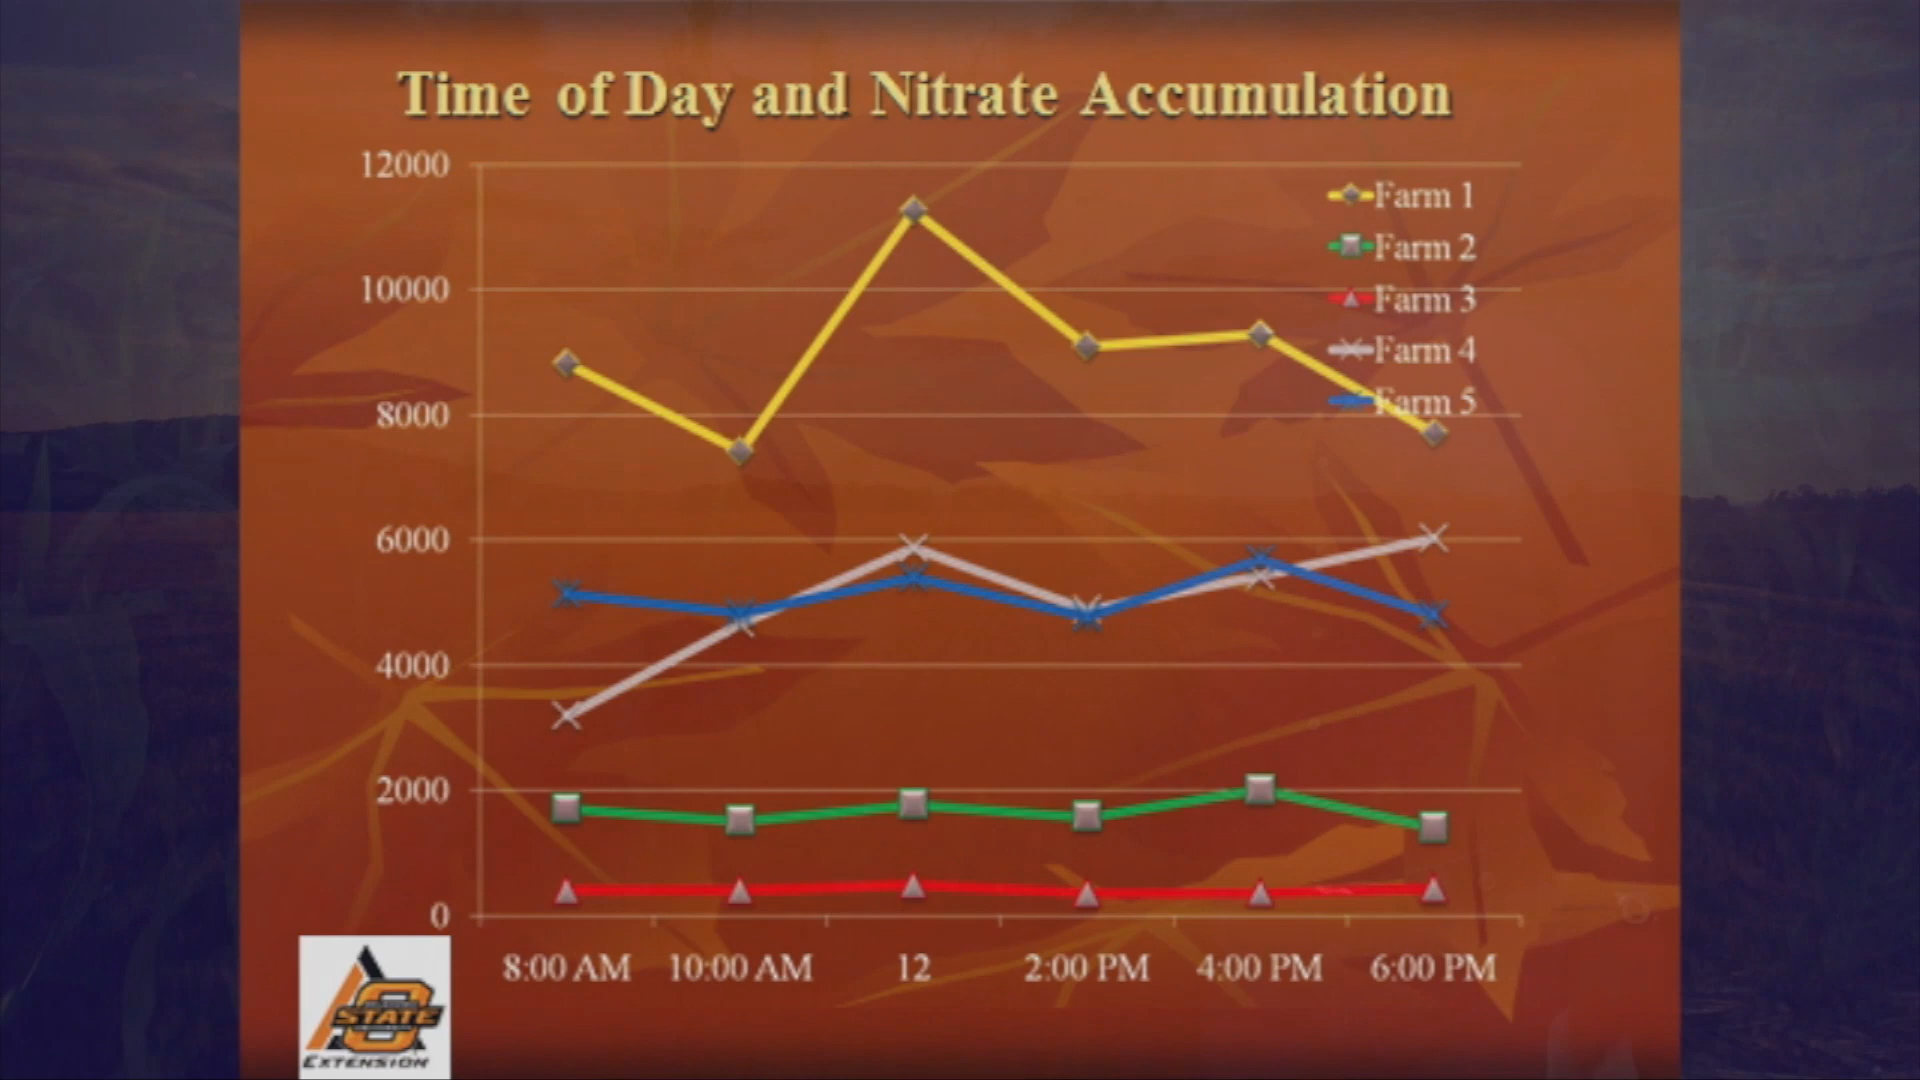 Time of Day and Nitrate Accumulation
12000
10000
8000
6000
4000
2000
0
Farm 1
Farm 2
Farm 3
Farm 4
Farm 5
8:00 AM 10:00 AM 12 2:00 PM 4:00 PM 6:00 PM
STATE
EXTENSION